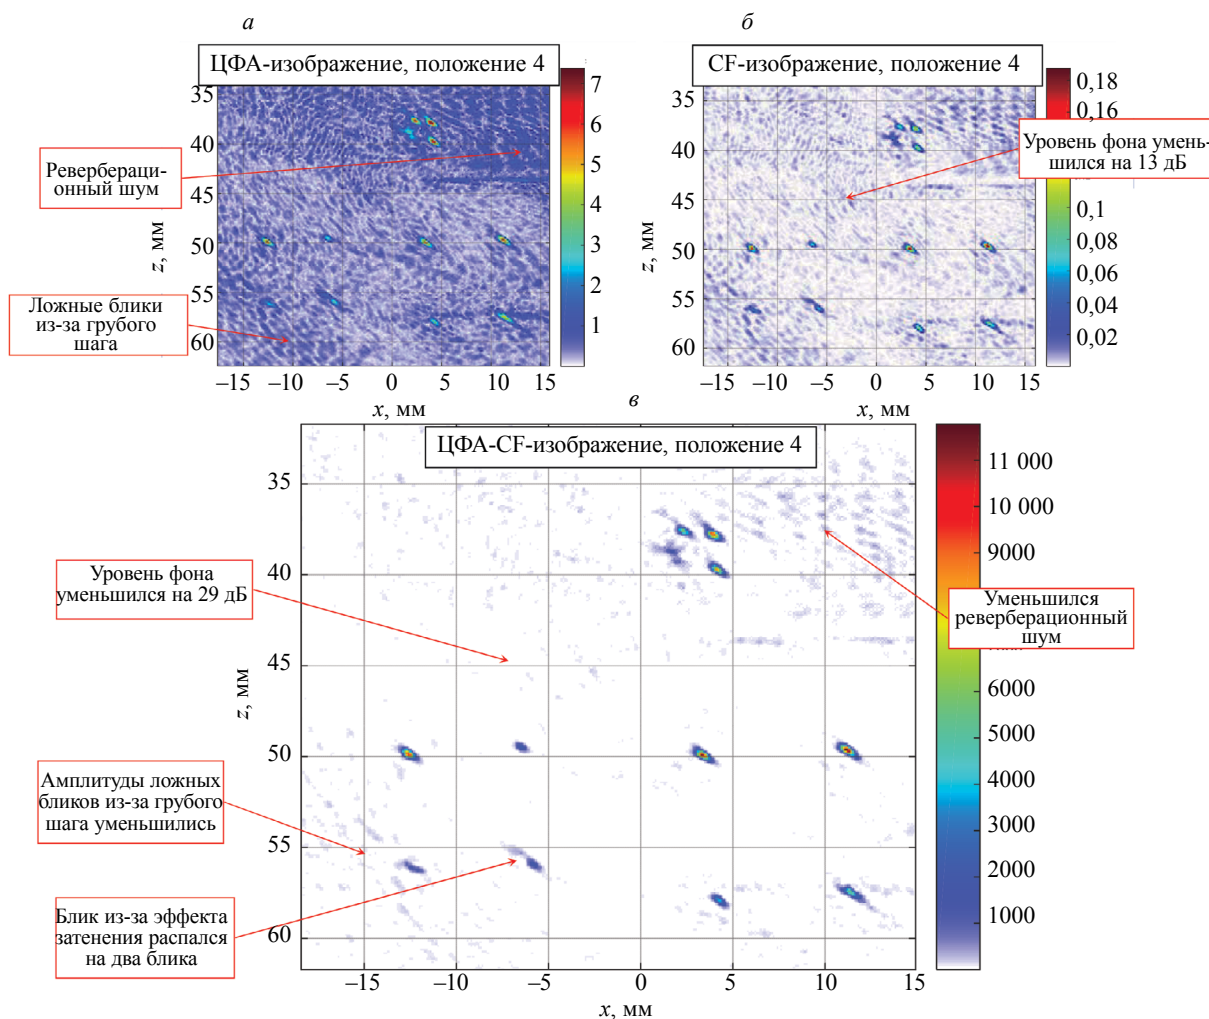 а
ЦФА-изображение, положение 4
7
6
5
4
3
2
1
35
40
45
50
55
60
z, мм
–15
–10
–5
0
5
10
15
x, мм
Ревербераци-
онный шум
Ложные блики
из-за грубого
шага
б
CF-изображение, положение 4
0,18
0,16
0,1
0,08
0,06
0,04
0,02
35
40
45
50
55
60
z, мм
–15
–10
–5
0
5
10
15
x, мм
Уровень фона умень-
шился на 13 дБ
в
ЦФА-CF-изображение, положение 4
11 000
10 000
9000
6000
5000
4000
3000
2000
1000
35
40
45
50
55
60
z, мм
–15
–10
–5
0
5
10
15
x, мм
Уровень фона
уменьшился на 29 дБ
Уменьшился
реверберационный
шум
Амплитуды ложных
бликов из-за грубого
шага уменьшились
Блик из-за эффекта
затенения распался
на два блика